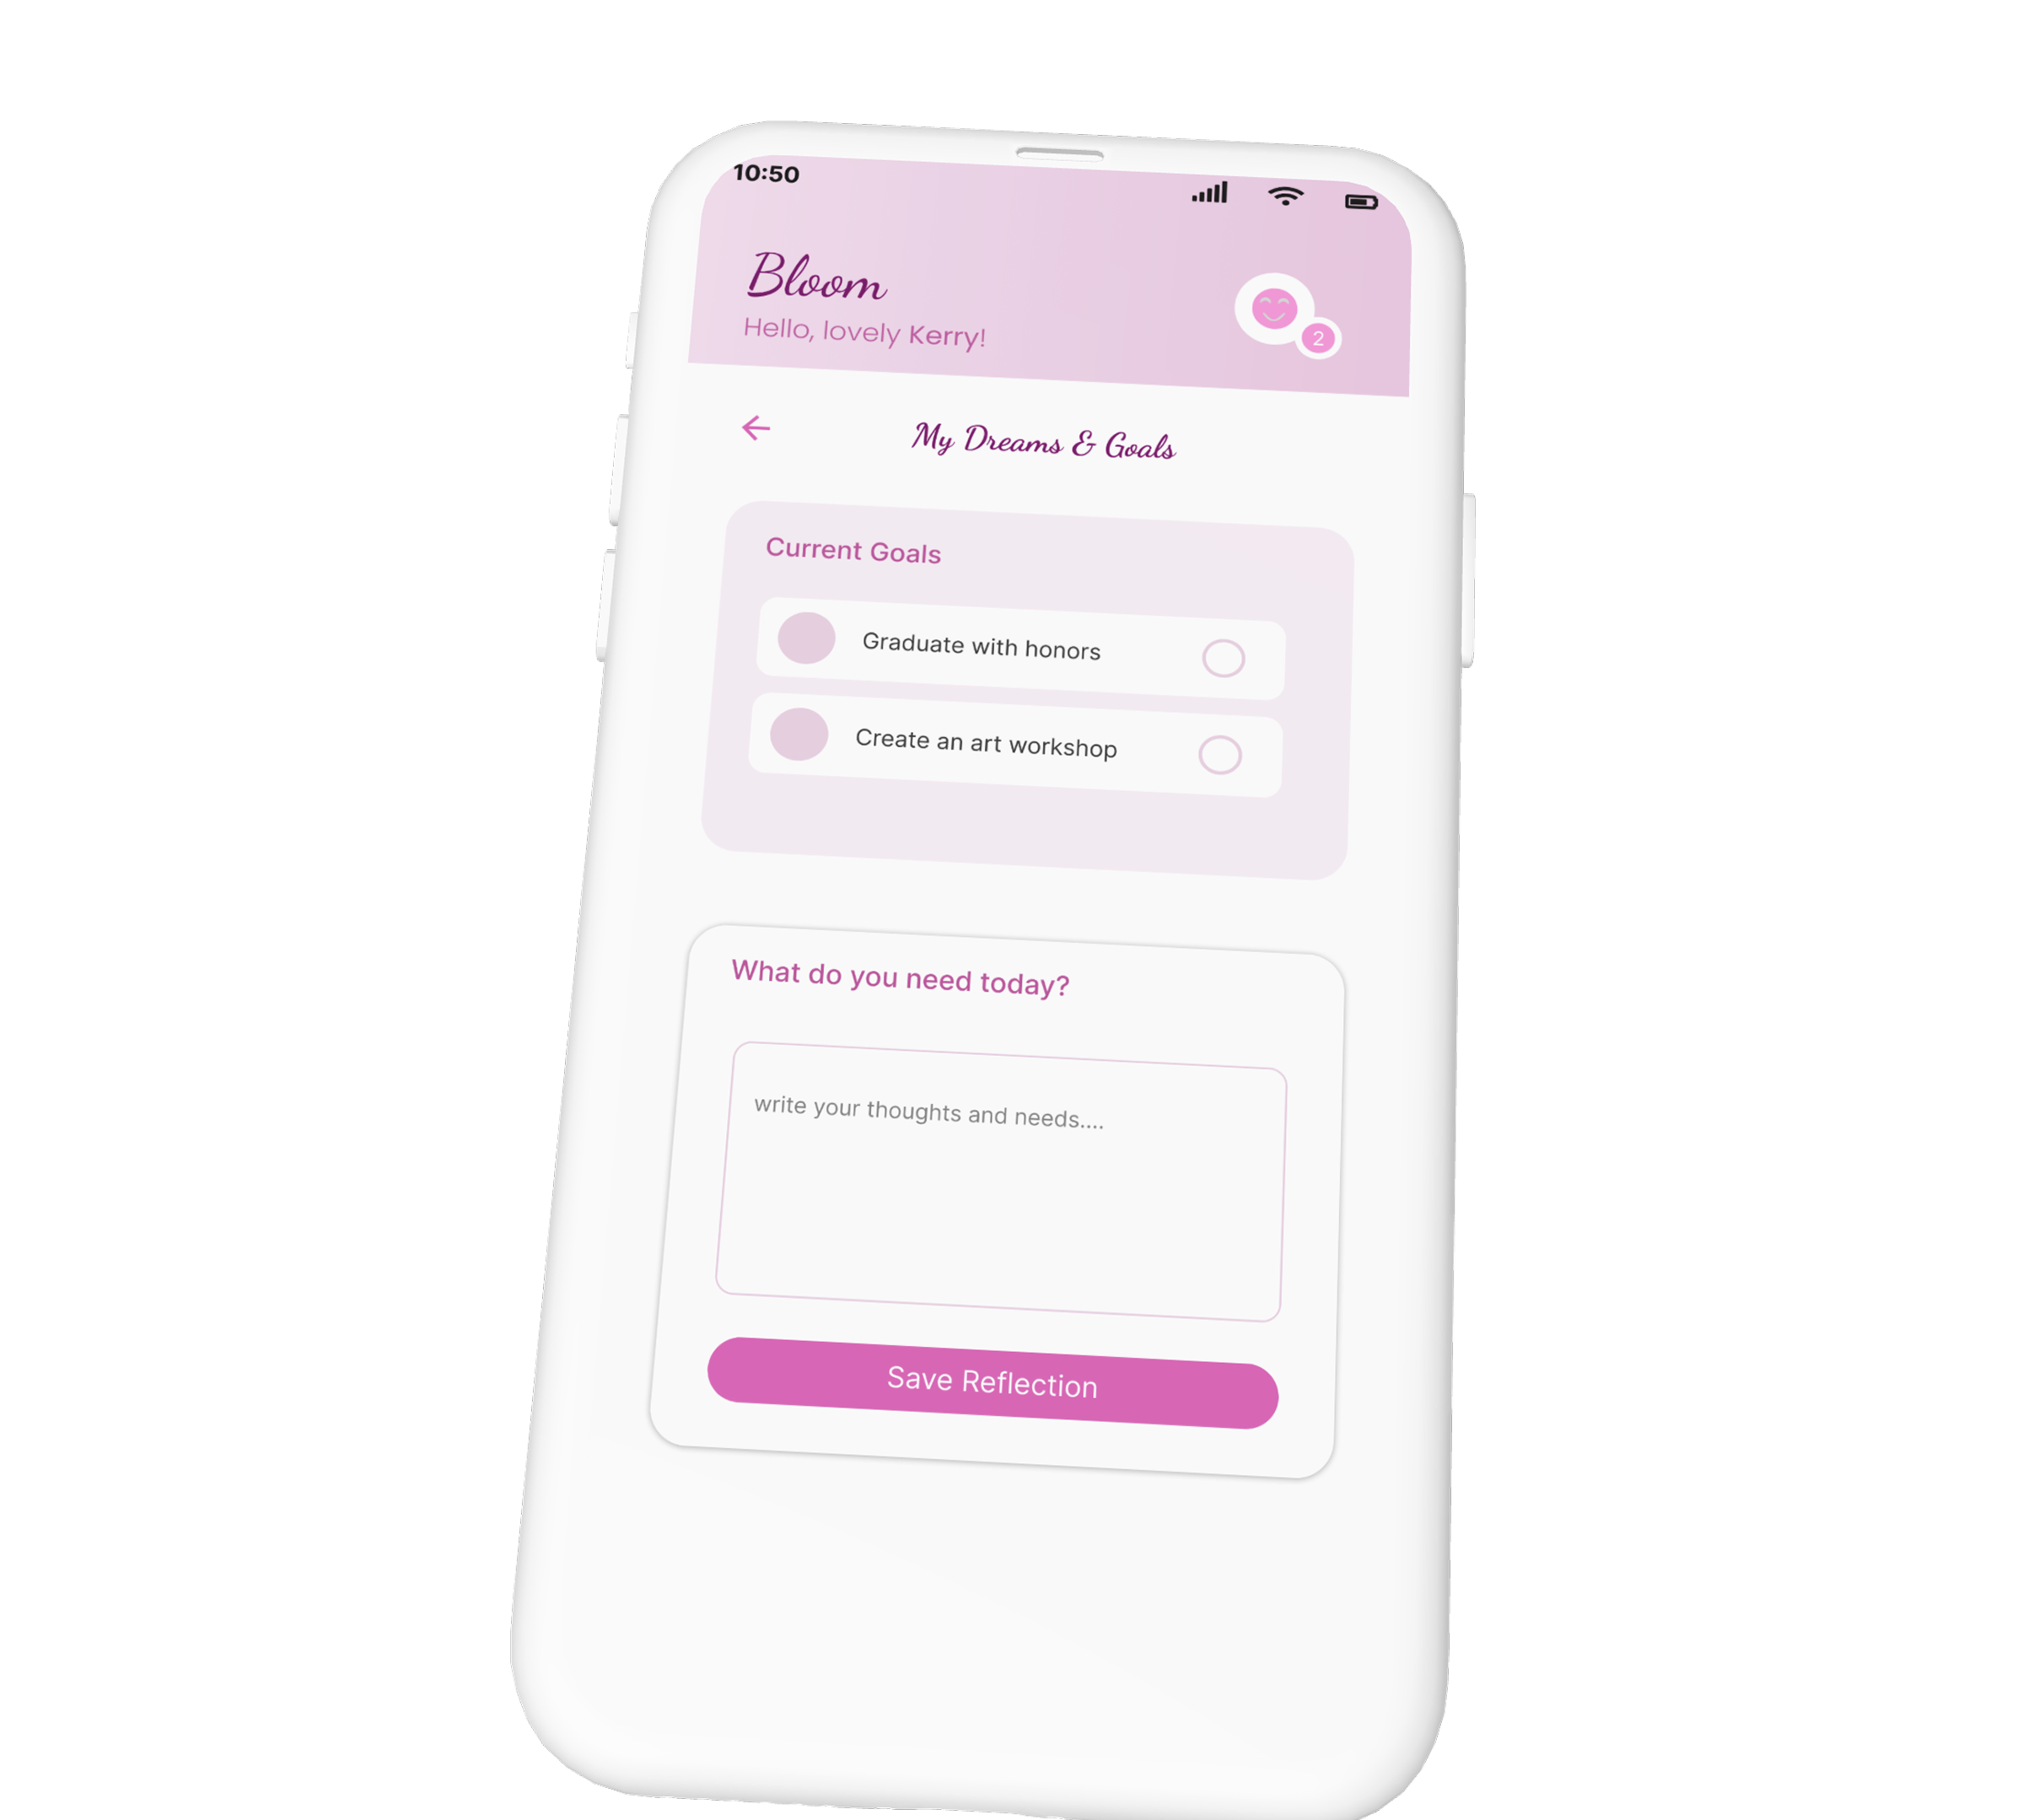 10:50
Bloom
Hello, lovely Kerry!
2
My Dreams & Goals
Current Goals
Graduate with honors
Create an art workshop
What do you need today?
write your thoughts and needs....
Save Reflection